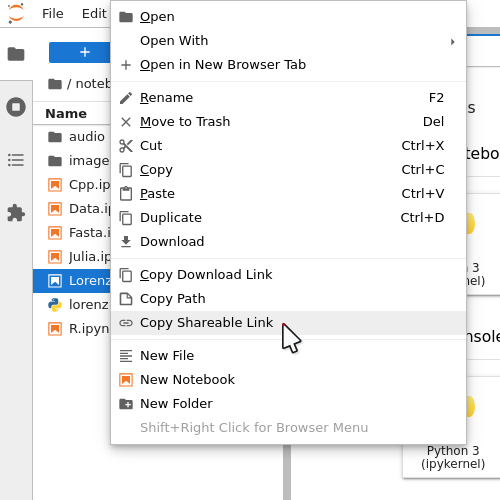 File Edit
+
/ noteb
Name
audio
image
Cpp.ip
Data.ip
Fasta.i
Julia.ip
Lorenz
lorenz
R.ipyn
Open
Open With
Open in New Browser Tab
Rename F2
Move to Trash Del
Cut Ctrl+X
Copy Ctrl+C
Paste Ctrl+V
Duplicate Ctrl+D
Download
Copy Download Link
Copy Path
Copy Shareable Link
New File
New Notebook
New Folder
Shift+Right Click for Browser Menu
s
tebo
3
nel)
nsole
Python 3
(ipykernel)